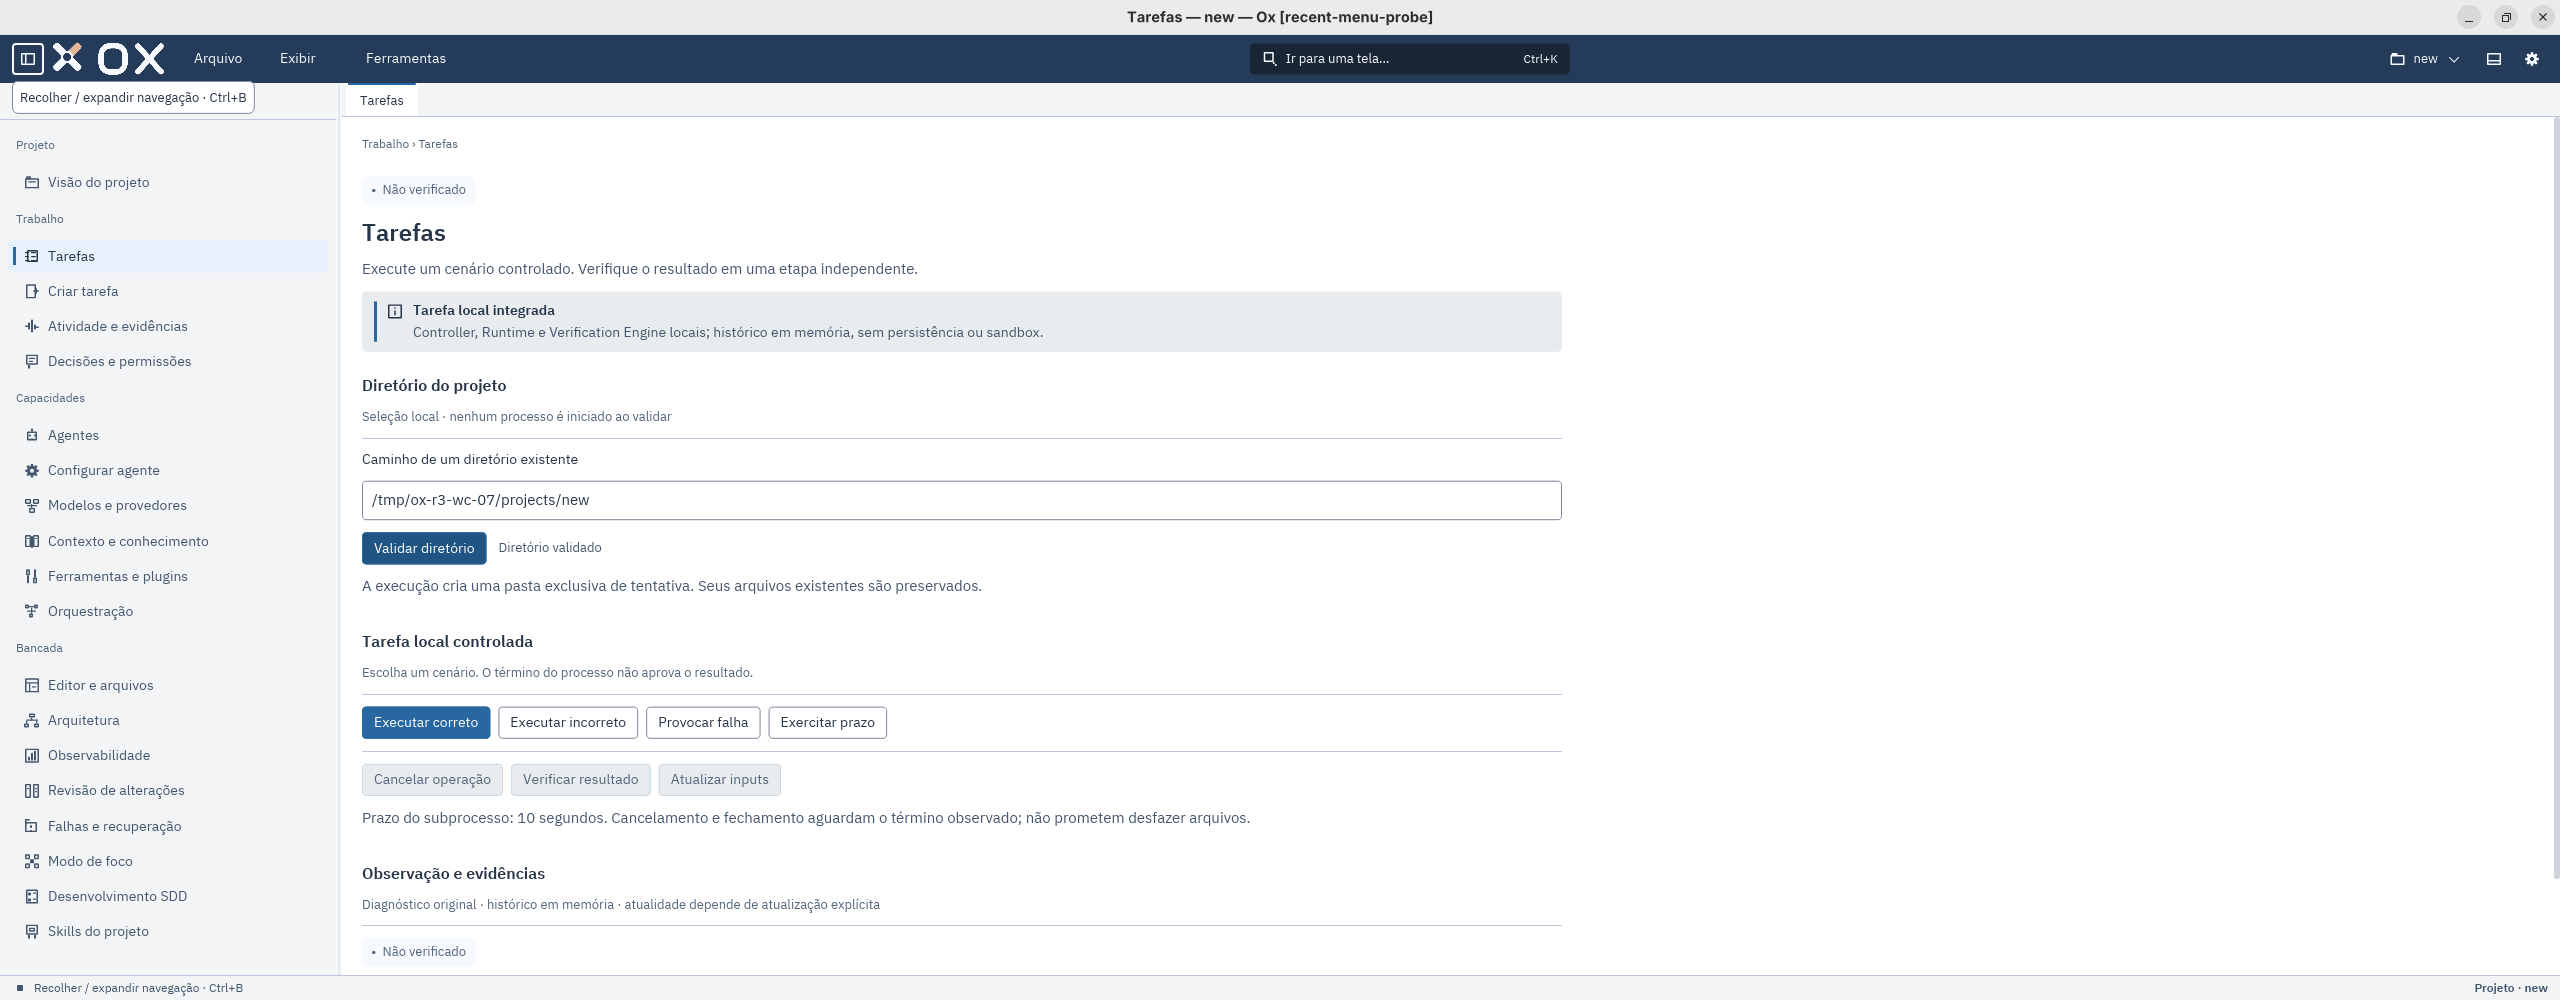 Tarefas — new — Ox [recent-menu-probe]
OX
Arquivo
Exibir
Ferramentas
Ir para uma tela...
Ctrl+K
new
Recolher / expandir navegação · Ctrl+B
Tarefas
Projeto
Visão do projeto
Trabalho
Tarefas
Criar tarefa
Atividade e evidências
Decisões e permissões
Capacidades
Agentes
Configurar agente
Modelos e provedores
Contexto e conhecimento
Ferramentas e plugins
Orquestração
Bancada
Editor e arquivos
Arquitetura
Observabilidade
Revisão de alterações
Falhas e recuperação
Modo de foco
Desenvolvimento SDD
Skills do projeto
Trabalho › Tarefas
• Não verificado
Tarefas
Execute um cenário controlado. Verifique o resultado em uma etapa independente.
Tarefa local integrada
Controller, Runtime e Verification Engine locais; histórico em memória, sem persistência ou sandbox.
Diretório do projeto
Seleção local · nenhum processo é iniciado ao validar
Caminho de um diretório existente
/tmp/ox-r3-wc-07/projects/new
Validar diretório
Diretório validado
A execução cria uma pasta exclusiva de tentativa. Seus arquivos existentes são preservados.
Tarefa local controlada
Escolha um cenário. O término do processo não aprova o resultado.
Executar correto
Executar incorreto
Provocar falha
Exercitar prazo
Cancelar operação
Verificar resultado
Atualizar inputs
Prazo do subprocesso: 10 segundos. Cancelamento e fechamento aguardam o término observado; não prometem desfazer arquivos.
Observação e evidências
Diagnóstico original · histórico em memória · atualidade depende de atualização explícita
• Não verificado
Recolher / expandir navegação · Ctrl+B
Projeto · new